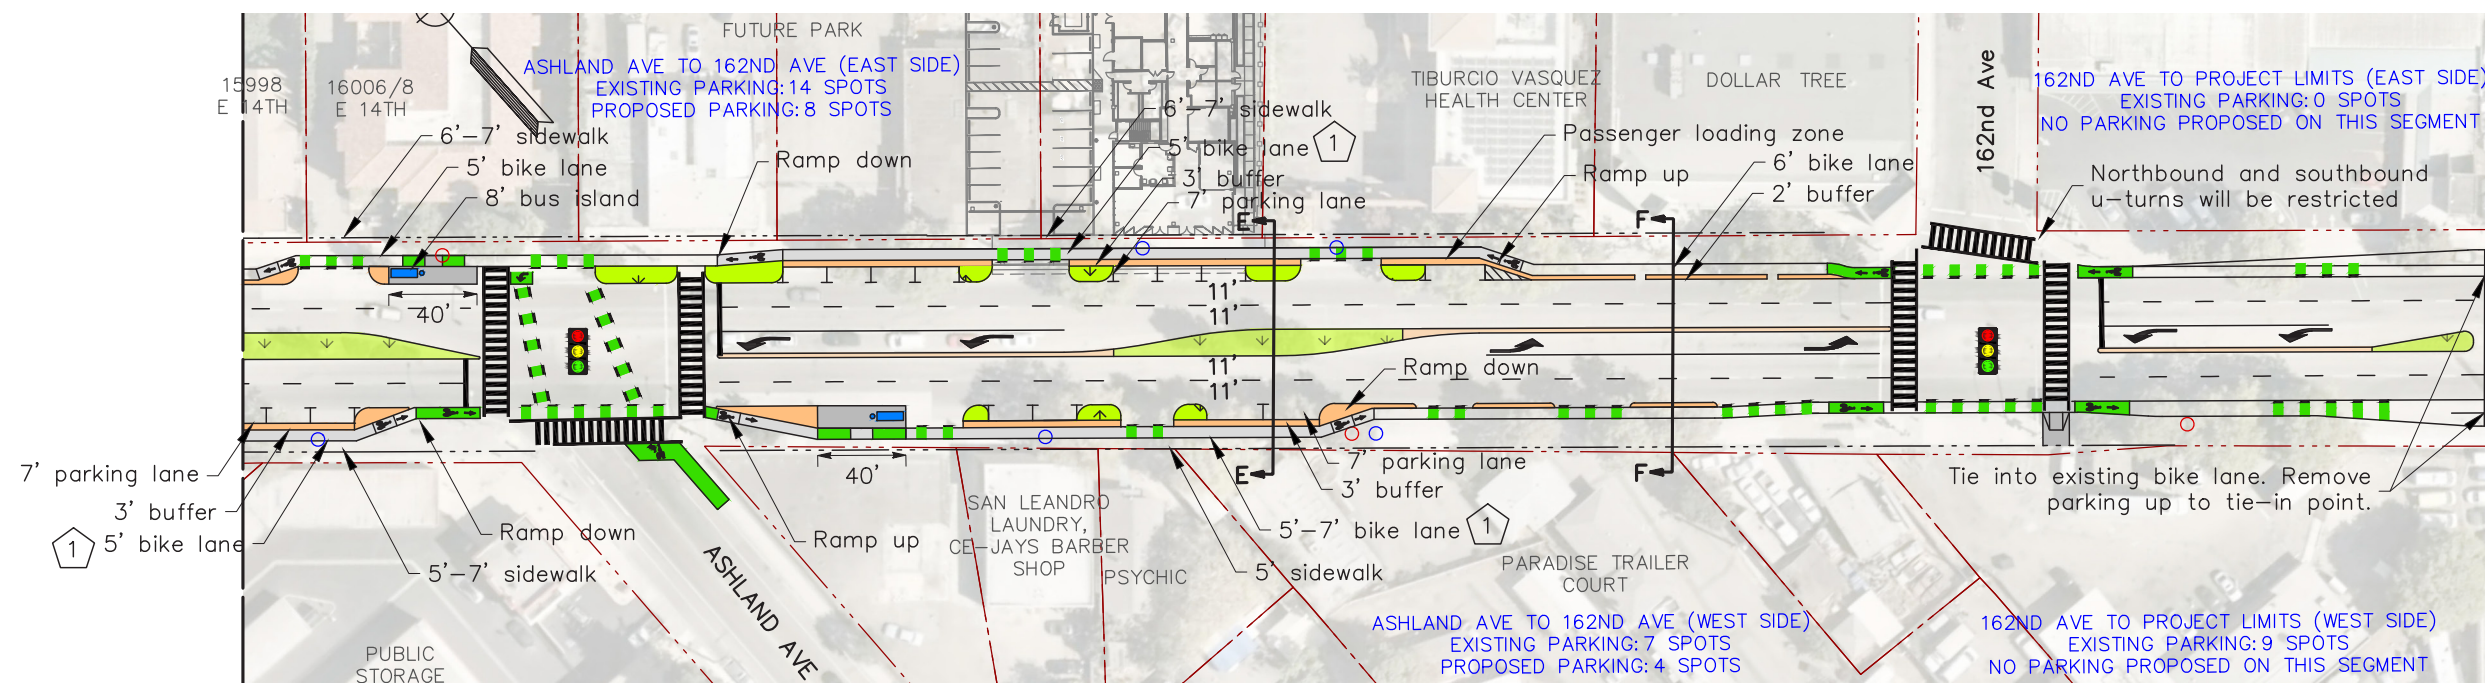 FUTURE PARK
ASHLAND AVE TO 162ND AVE (EAST SIDE)
EXISTING PARKING: 14 SPOTS
PROPOSED PARKING: 8 SPOTS
15998
E 14TH
16006/8
E 14TH
6'-7' sidewalk
5' bike lane
8' bus island
Ramp down
6'-7' sidewalk
5' bike lane
1
3' buffer
7' parking lane
TIBURCIO VASQUEZ
HEALTH CENTER
DOLLAR TREE
Passenger loading zone
Ramp up
6' bike lane
2' buffer
162nd Ave
162ND AVE TO PROJECT LIMITS (EAST SIDE)
EXISTING PARKING: 0 SPOTS
NO PARKING PROPOSED ON THIS SEGMENT
Northbound and southbound
u-turns will be restricted
E
F
40'
11'
11'
11'
11'
Ramp down
7' parking lane
3' buffer
1
5' bike lane
Ramp down
5'-7' sidewalk
40'
Ramp up
E
F
7' parking lane
3' buffer
5'-7' bike lane
1
5' sidewalk
SAN LEANDRO
LAUNDRY,
CE-JAYS BARBER
SHOP
PSYCHIC
ASHLAND AVE
PUBLIC
STORAGE
PARADISE TRAILER
COURT
Tie into existing bike lane. Remove
parking up to tie-in point.
ASHLAND AVE TO 162ND AVE (WEST SIDE)
EXISTING PARKING: 7 SPOTS
PROPOSED PARKING: 4 SPOTS
162ND AVE TO PROJECT LIMITS (WEST SIDE)
EXISTING PARKING: 9 SPOTS
NO PARKING PROPOSED ON THIS SEGMENT